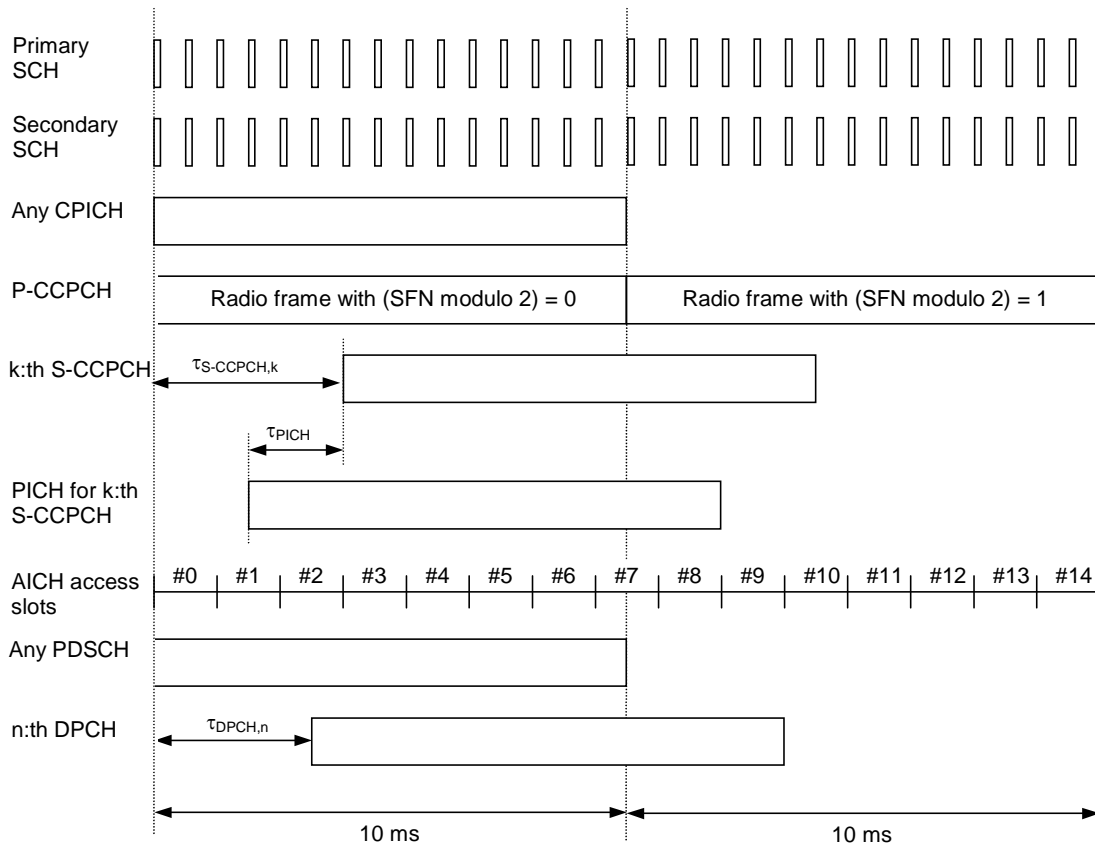 Primary
SCH
Secondary
SCH
Any CPICH
P-CCPCH
Radio frame with (SFN modulo 2) = 0
Radio frame with (SFN modulo 2) = 1
k:th S-CCPCH
τS-CCPCH,k
τPICH
PICH for k:th
S-CCPCH
AICH access
slots
#0 #1 #2 #3 #4 #5 #6 #7 #8 #9 #10 #11 #12 #13 #14
Any PDSCH
n:th DPCH
τDPCH,n
10 ms
10 ms